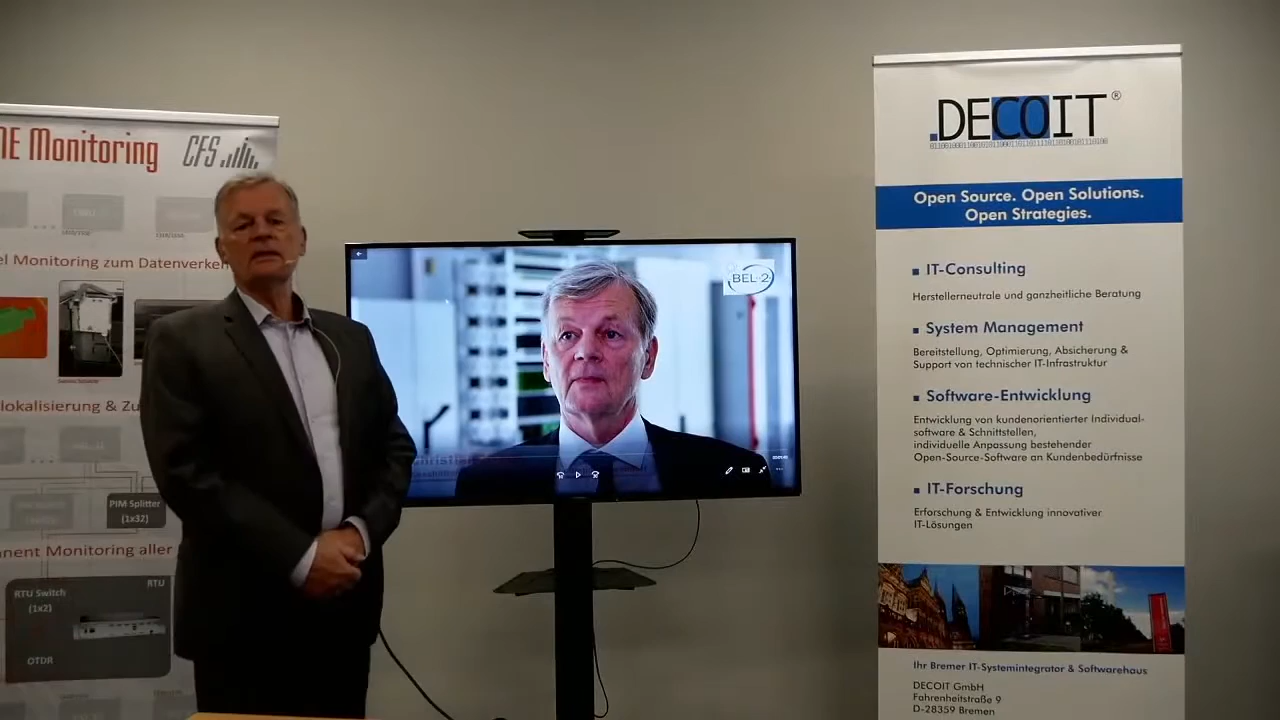 NE Monitoring
CFS
el Monitoring zum Datenverkeh
lokalisierung & Zu
PIM Splitter
(1x32)
nent Monitoring aller
RTU
RTU Switch
(1x2)
OTDR
BEL-2
.DECOIT®
Open Source. Open Solutions.
Open Strategies.
IT-Consulting
Herstellerneutrale und ganzheitliche Beratung
System Management
Bereitstellung, Optimierung, Absicherung &
Support von technischer IT-Infrastruktur
Software-Entwicklung
Entwicklung von kundenorientierter Individual-
software & Schnittstellen,
individuelle Anpassung bestehender
Open-Source-Software an Kundenbedürfnisse
IT-Forschung
Erforschung & Entwicklung innovativer
IT-Lösungen
Ihr Bremer IT-Systemintegrator & Softwarehaus
DECOIT GmbH
Fahrenheitstraße 9
D-28359 Bremen